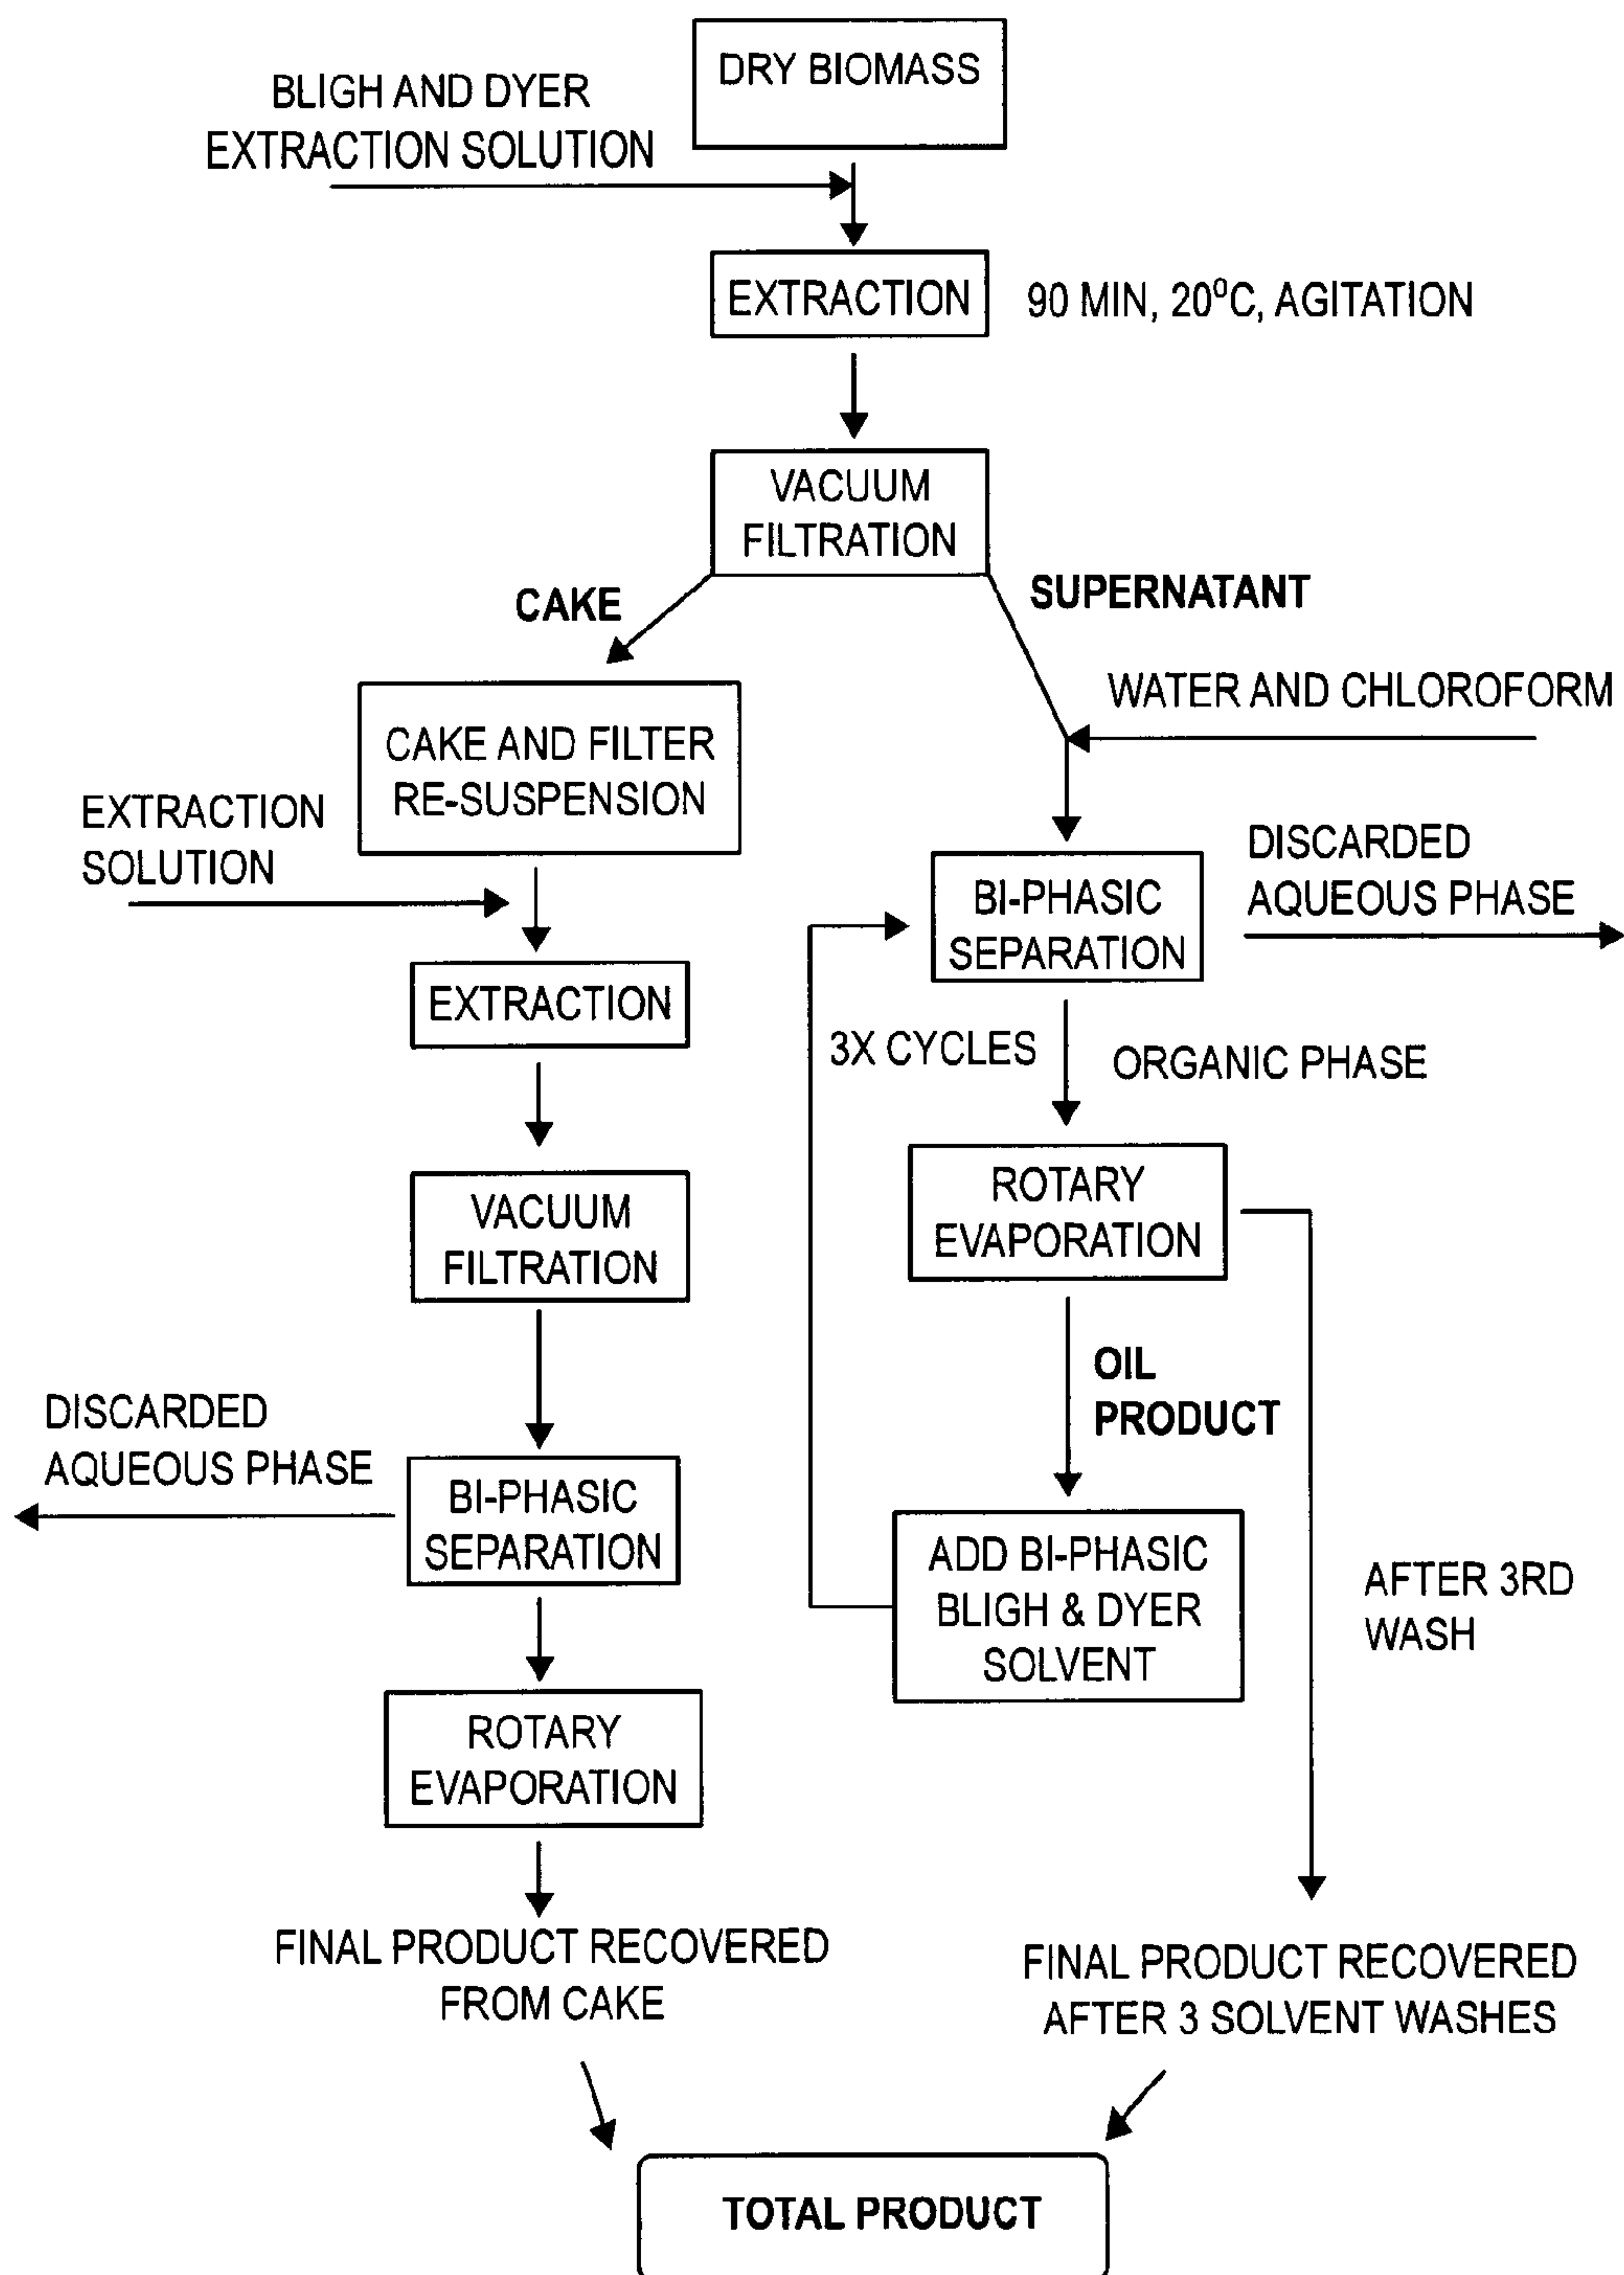 DRY BIOMASS
BLIGH AND DYER
EXTRACTION SOLUTION
EXTRACTION
90 MIN, 20⁰C, AGITATION
VACUUM
FILTRATION
CAKE
SUPERNATANT
WATER AND CHLOROFORM
CAKE AND FILTER
RE-SUSPENSION
EXTRACTION
SOLUTION
BI-PHASIC
SEPARATION
DISCARDED
AQUEOUS PHASE
EXTRACTION
3X CYCLES
ORGANIC PHASE
VACUUM
FILTRATION
ROTARY
EVAPORATION
OIL
PRODUCT
DISCARDED
AQUEOUS PHASE
BI-PHASIC
SEPARATION
ADD BI-PHASIC
BLIGH & DYER
SOLVENT
AFTER 3RD
WASH
ROTARY
EVAPORATION
FINAL PRODUCT RECOVERED
FROM CAKE
FINAL PRODUCT RECOVERED
AFTER 3 SOLVENT WASHES
TOTAL PRODUCT